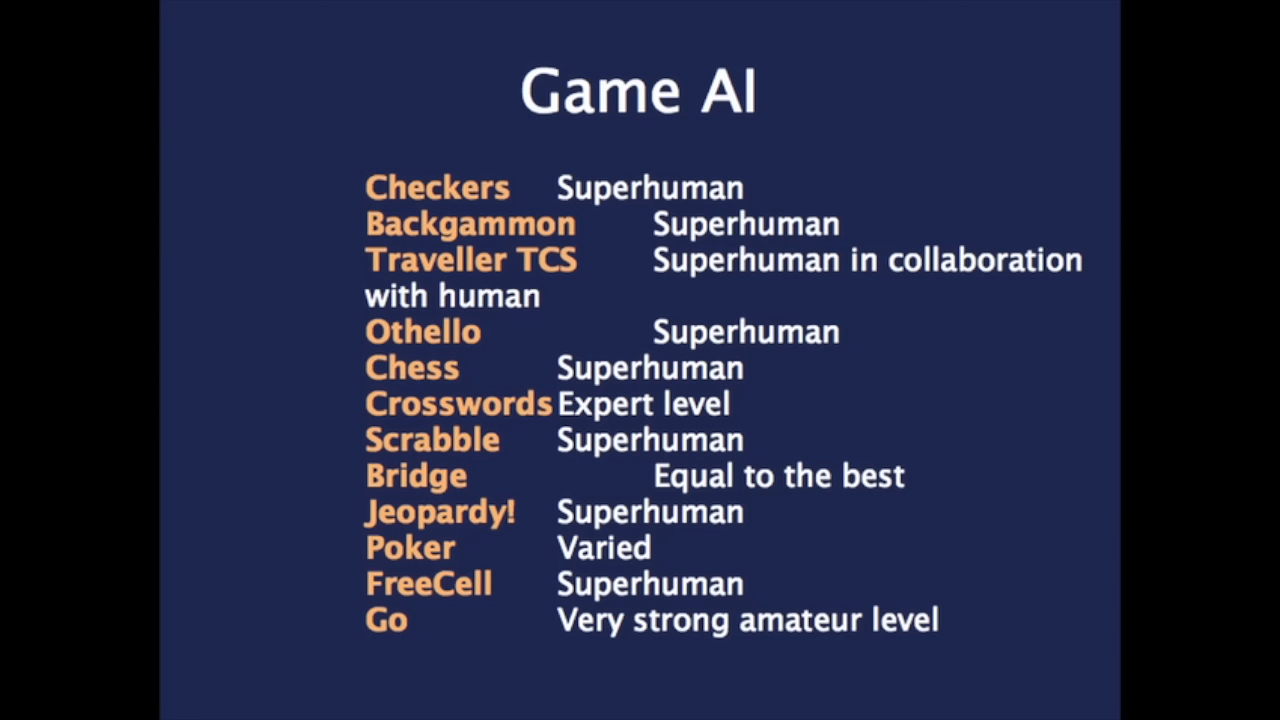 Game AI
Checkers Superhuman
Backgammon Superhuman
Traveller TCS Superhuman in collaboration
with human
Othello Superhuman
Chess Superhuman
Crosswords Expert level
Scrabble Superhuman
Bridge Equal to the best
Jeopardy! Superhuman
Poker Varied
FreeCell Superhuman
Go Very strong amateur level